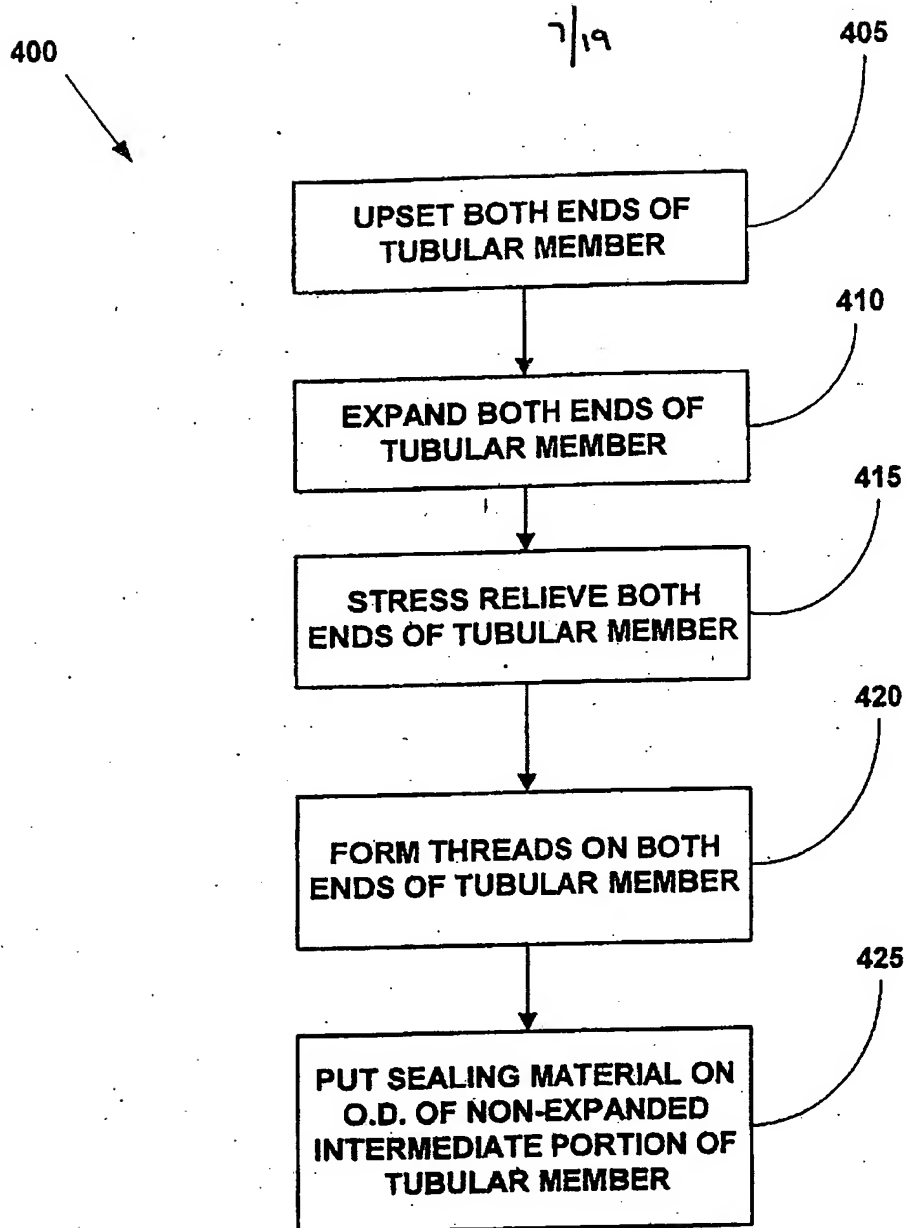 7/19
400
405
UPSET BOTH ENDS OF
TUBULAR MEMBER
410
EXPAND BOTH ENDS OF
TUBULAR MEMBER
415
STRESS RELIEVE BOTH
ENDS OF TUBULAR MEMBER
420
FORM THREADS ON BOTH
ENDS OF TUBULAR MEMBER
425
PUT SEALING MATERIAL ON
O.D. OF NON-EXPANDED
INTERMEDIATE PORTION OF
TUBULAR MEMBER